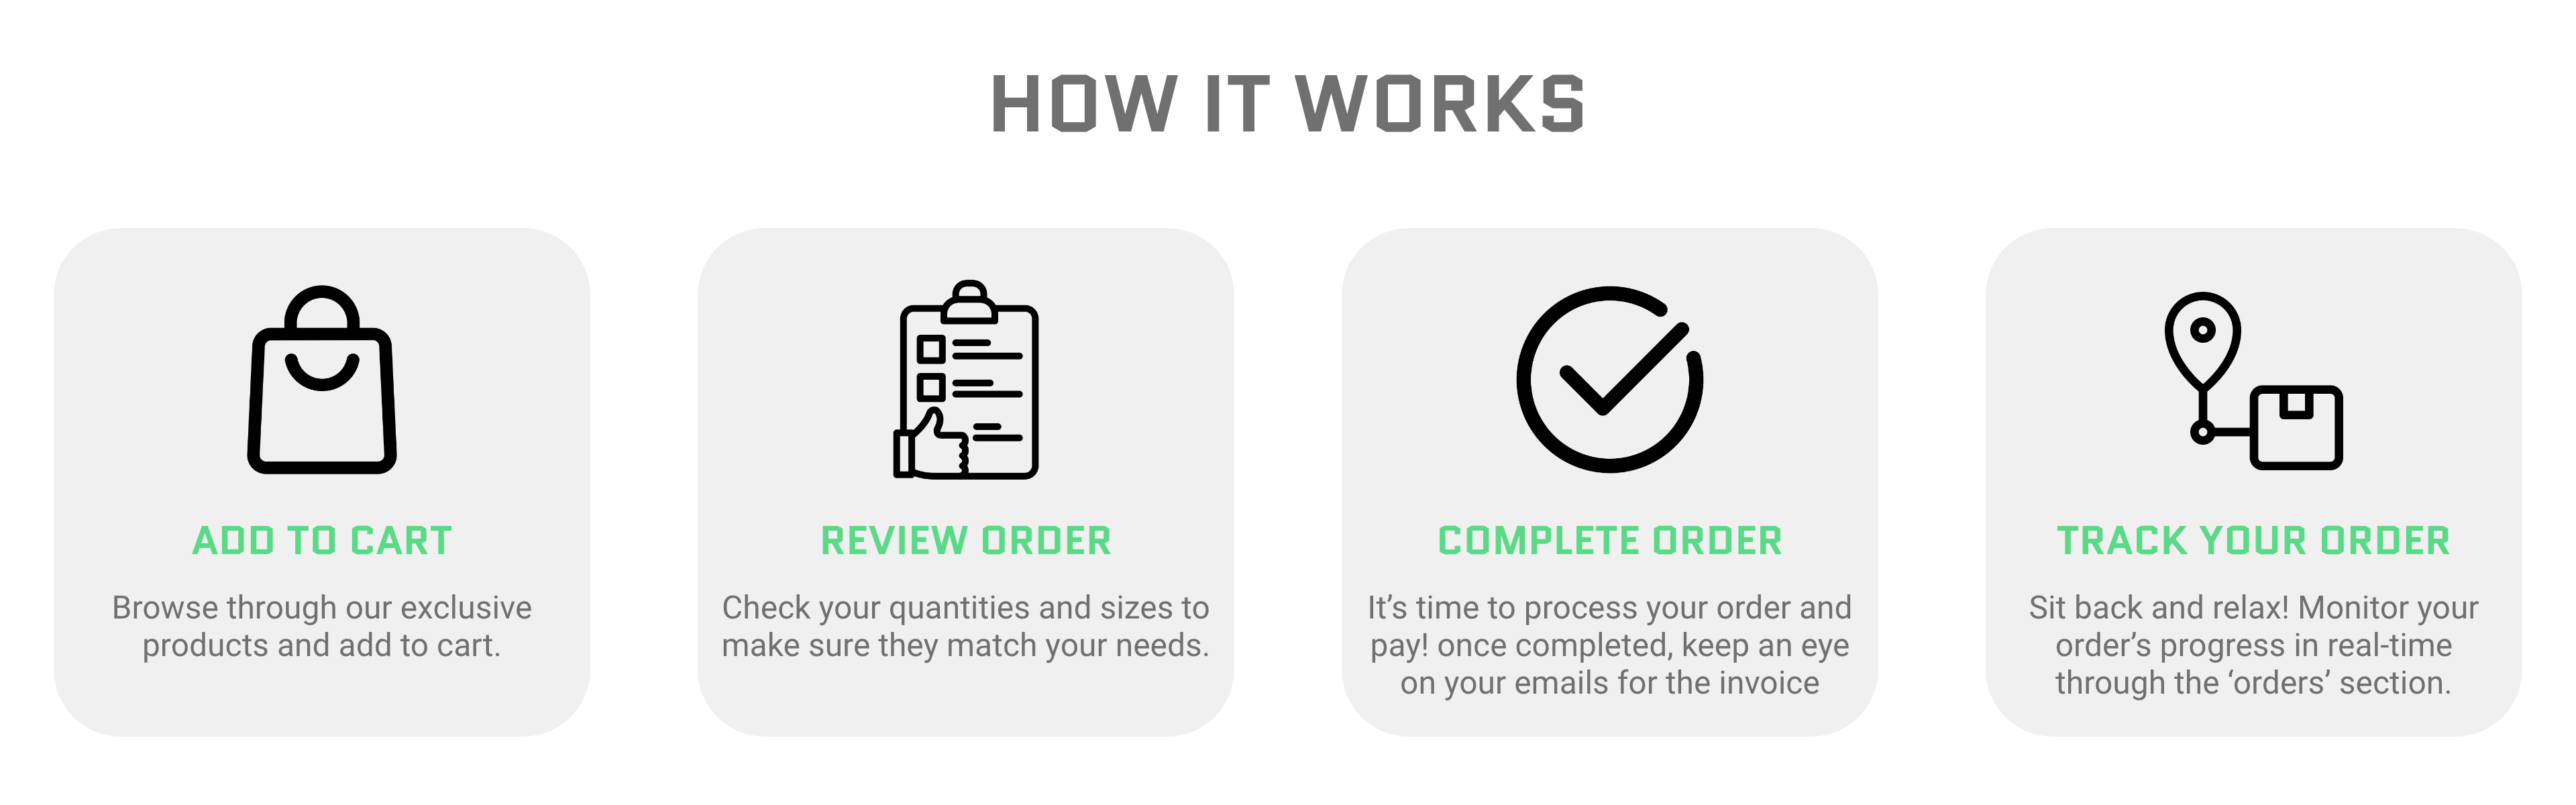 HOW IT WORKS
ADD TO CART
Browse through our exclusive
products and add to cart.
REVIEW ORDER
Check your quantities and sizes to
make sure they match your needs.
COMPLETE ORDER
It’s time to process your order and
pay! once completed, keep an eye
on your emails for the invoice
TRACK YOUR ORDER
Sit back and relax! Monitor your
order’s progress in real-time
through the ‘orders’ section.